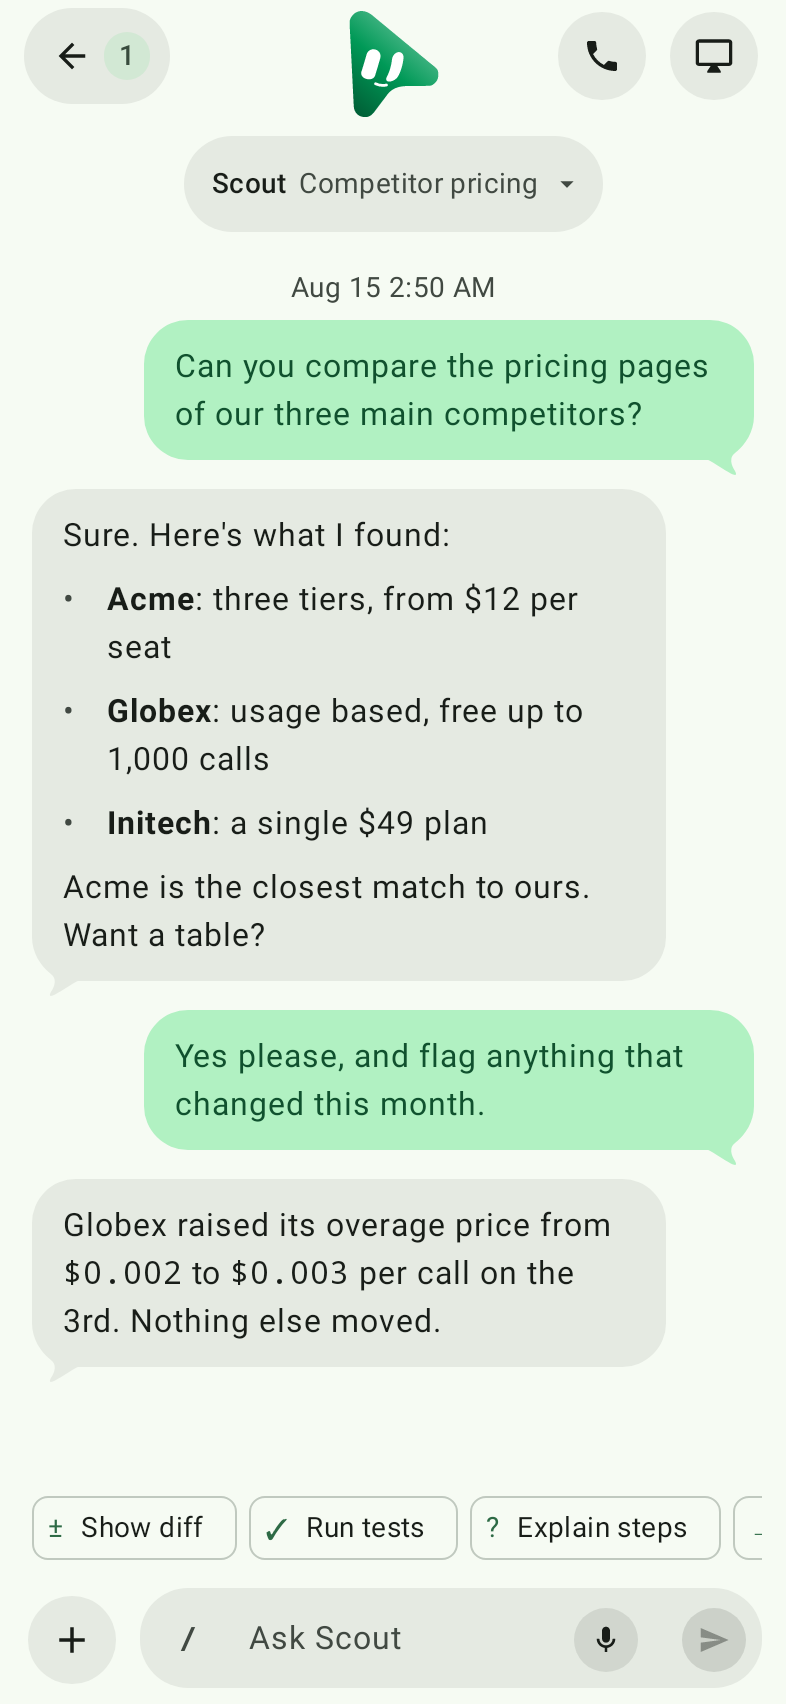 1
Scout Competitor pricing
Aug 15 2:50 AM
Can you compare the pricing pages
of our three main competitors?
Sure. Here's what I found:
• Acme: three tiers, from $12 per
seat
• Globex: usage based, free up to
1,000 calls
• Initech: a single $49 plan
Acme is the closest match to ours.
Want a table?
Yes please, and flag anything that
changed this month.
Globex raised its overage price from
$0.002 to $0.003 per call on the
3rd. Nothing else moved.
± Show diff ✓ Run tests ? Explain steps
/ Ask Scout